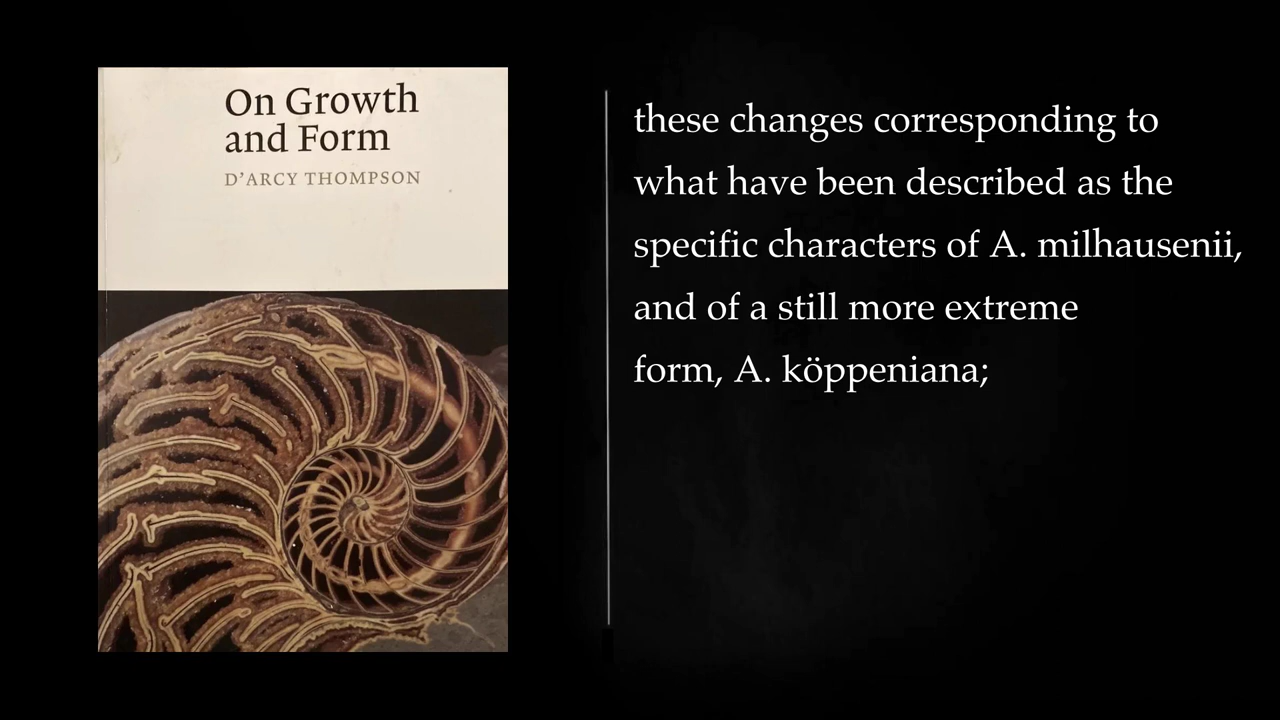 On Growth
and Form
D'ARCY THOMPSON
these changes corresponding to
what have been described as the
specific characters of A. milhausenii,
and of a still more extreme
form, A. köppeniana;